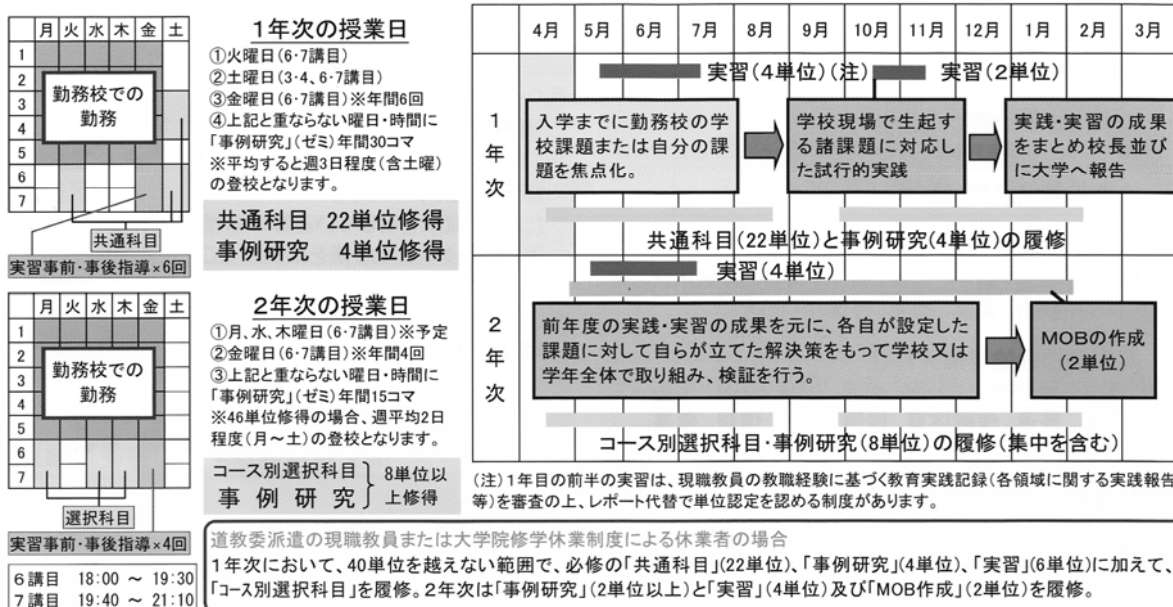 月 火 水 木 金 土
1
2
3
4
5
6
7
勤務校での
勤務
共通科目
実習事前・事後指導×6回
1年次の授業日
①火曜日(6・7講目)
②土曜日(3・4、6・7講目)
③金曜日(6・7講目)※年間6回
④上記と重ならない曜日・時間に
「事例研究」(ゼミ)年間30コマ
※平均すると週3日程度(含土曜)
の登校となります。
共通科目 22単位修得
事例研究 4単位修得
月 火 水 木 金 土
1
2
3
4
5
6
7
勤務校での
勤務
選択科目
実習事前・事後指導×4回
6講目 18:00 ～ 19:30
7講目 19:40 ～ 21:10
2年次の授業日
①月、水、木曜日(6・7講目)※予定
②金曜日(6・7講目)※年間4回
③上記と重ならない曜日・時間に
「事例研究」(ゼミ)年間15コマ
※46単位修得の場合、週平均2日
程度(月～土)の登校となります。
コース別選択科目
事例研究
} 8単位以
上修得
4月 5月 6月 7月 8月 9月 10月 11月 12月 1月 2月 3月
1年次
実習(4単位)(注)
実習(2単位)
入学までに勤務校の学
校課題または自分の課
題を焦点化。
学校現場で生起す
る諸課題に対応し
た試行的実践
実践・実習の成果
をまとめ校長並び
に大学へ報告
共通科目(22単位)と事例研究(4単位)の履修
2年次
実習(4単位)
前年度の実践・実習の成果を元に、各自が設定した
課題に対して自らが立てた解決策をもって学校又は
学年全体で取り組み、検証を行う。
MOBの作成
(2単位)
コース別選択科目・事例研究(8単位)の履修(集中を含む)
(注)1年目の前半の実習は、現職教員の教職経験に基づく教育実践記録(各領域に関する実践報告
等)を審査の上、レポート代替で単位認定を認める制度があります。
道教委派遣の現職教員または大学院修学休業制度による休業者の場合
1年次において、40単位を越えない範囲で、必修の「共通科目」(22単位)、「事例研究」(4単位)、「実習」(6単位)に加えて、
「コース別選択科目」を履修。2年次は「事例研究」(2単位以上)と「実習」(4単位)及び「MOB作成」(2単位)を履修。